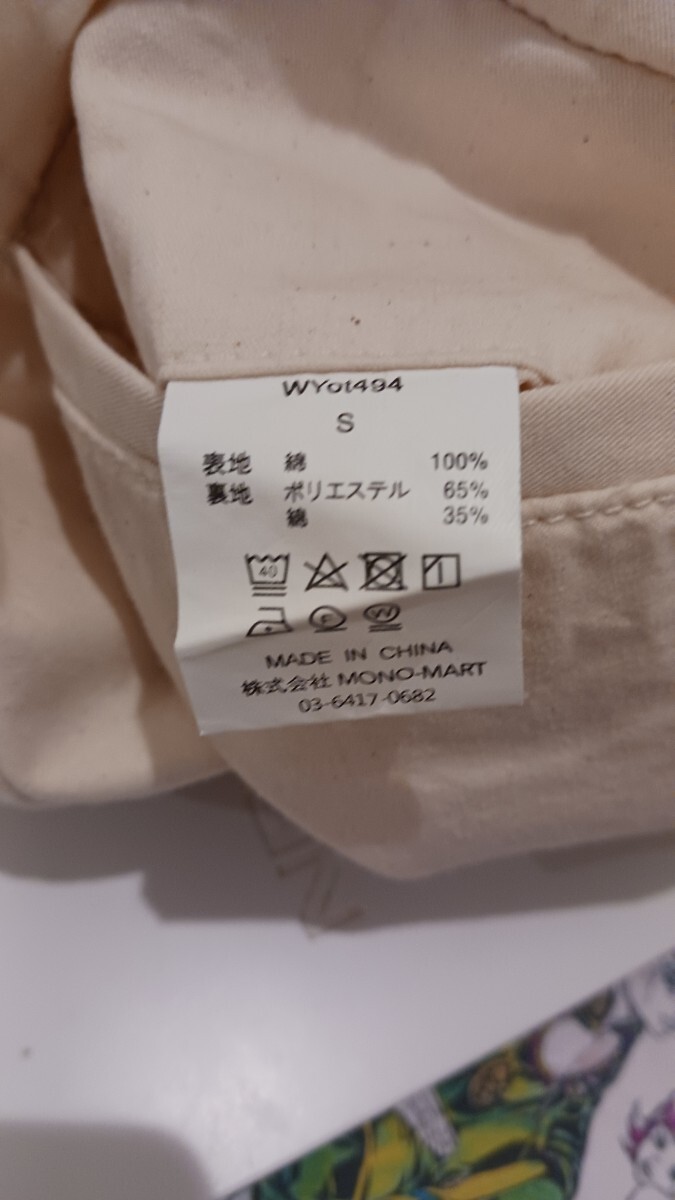 WYot494
S
表地 綿 100%
裏地 ポリエステル 65%
綿 35%
40
F W
MADE IN CHINA
株式会社 MONO-MART
03-6417-0682